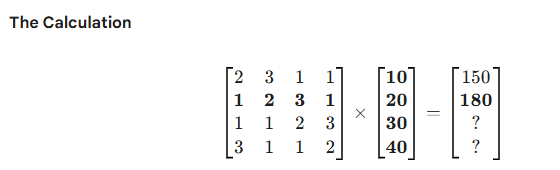 The Calculation
2 3 1 1 10 150
1 2 3 1 20 180
× =
1 1 2 3 30 ?
3 1 1 2 40 ?